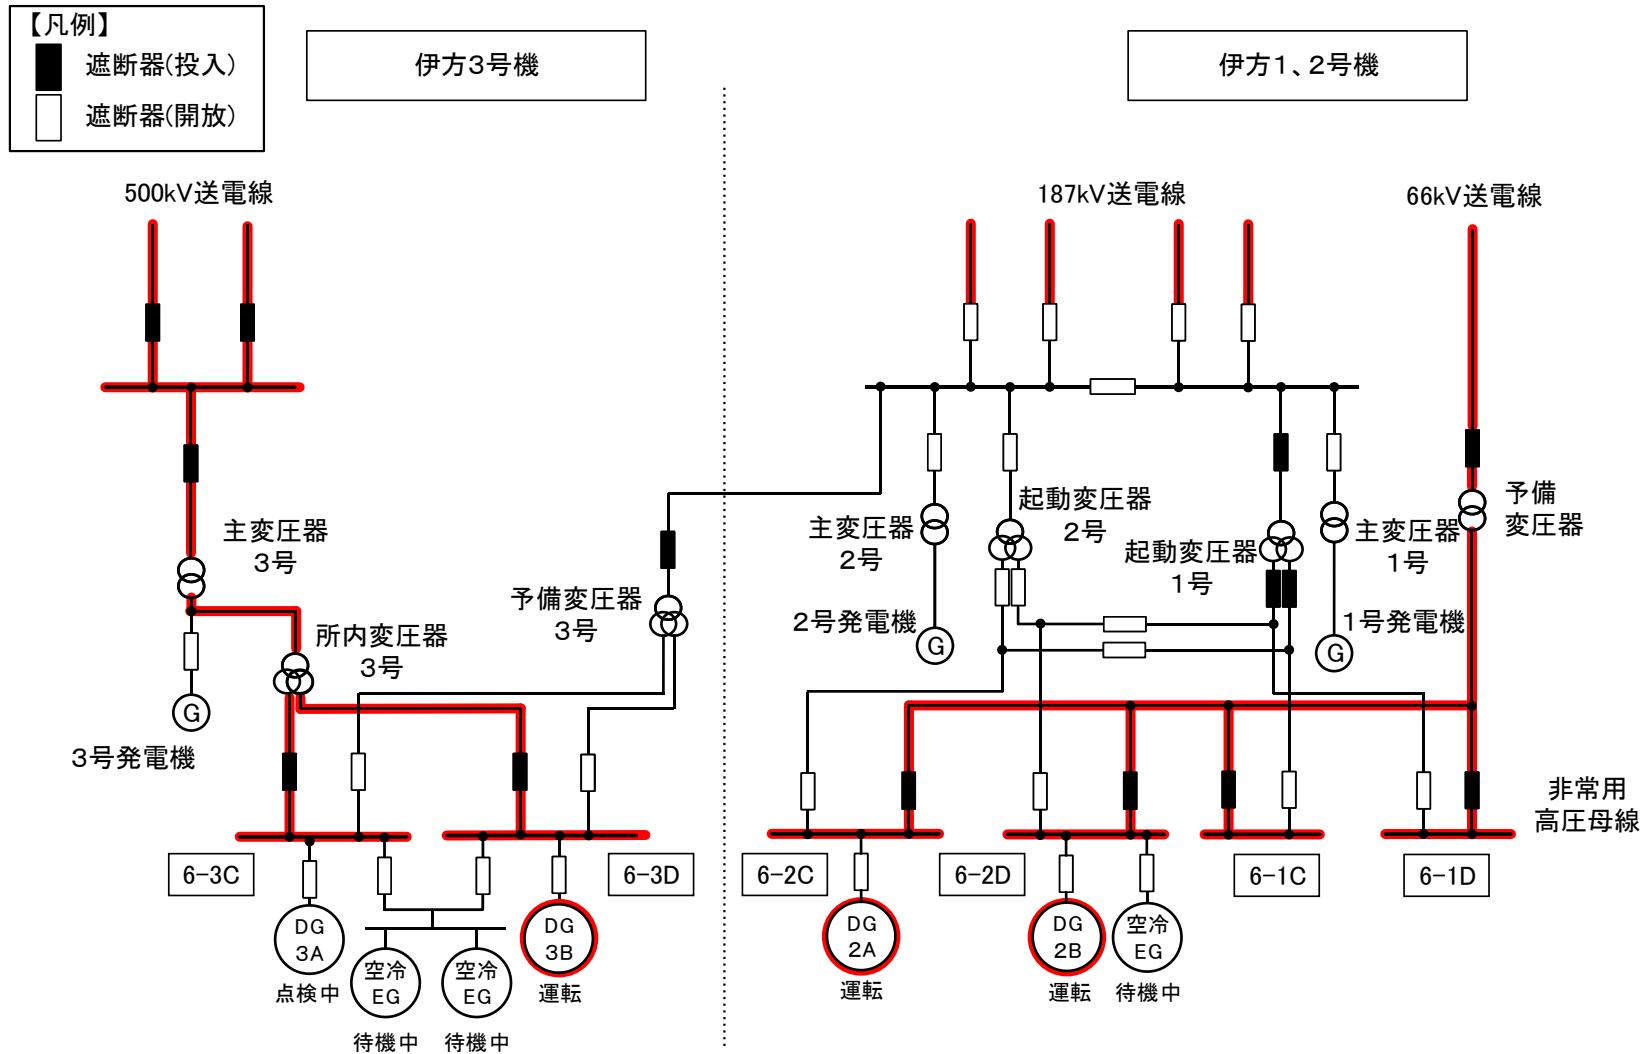 【凡例】
遮断器(投入)
遮断器(開放)
伊方3号機
伊方1、2号機
500kV送電線
187kV送電線
66kV送電線
主変圧器
3号
所内変圧器
3号
G
3号発電機
予備変圧器
3号
主変圧器
2号
2号発電機
G
起動変圧器
2号
起動変圧器
1号
主変圧器
1号
1号発電機
G
予備
変圧器
非常用
高圧母線
6-3C
6-3D
6-2C
6-2D
6-1C
6-1D
DG
3A
点検中
空冷
EG
待機中
空冷
EG
待機中
DG
3B
運転
DG
2A
運転
DG
2B
運転
空冷
EG
待機中